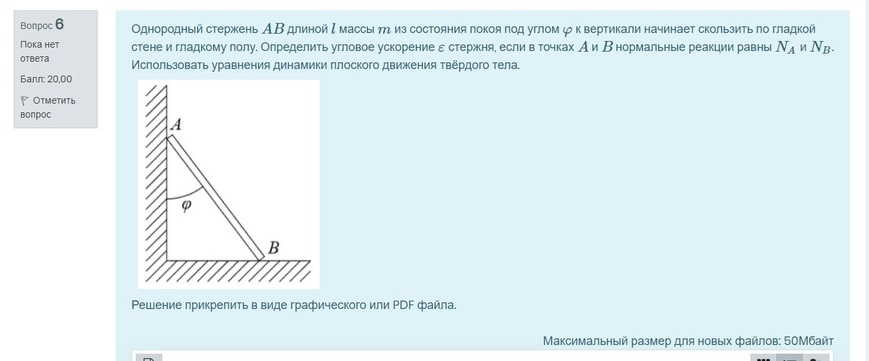 Вопрос 6
Пока нет
ответа
Балл: 20,00
Отметить
вопрос
Однородный стержень AB длиной l массы m из состояния покоя под углом φ к вертикали начинает скользить по гладкой
стене и гладкому полу. Определить угловое ускорение ε стержня, если в точках A и B нормальные реакции равны N_A и N_B.
Использовать уравнения динамики плоского движения твёрдого тела.
A
φ
B
Решение прикрепить в виде графического или PDF файла.
Максимальный размер для новых файлов: 50Мбайт